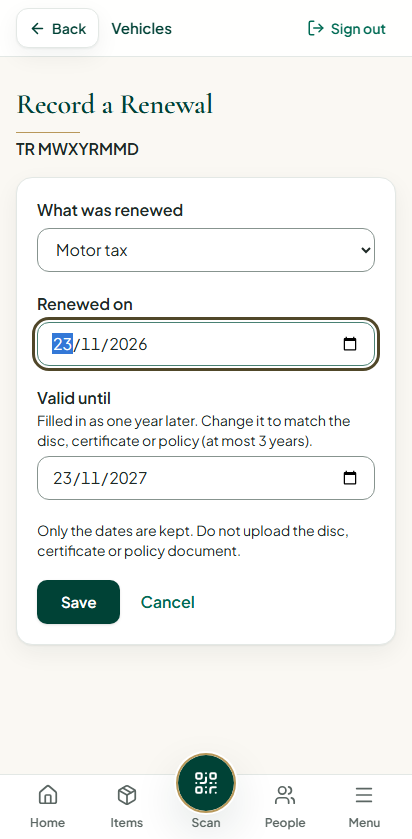 Back
Vehicles
Sign out
Record a Renewal
TR MWXYRMMD
What was renewed
Motor tax
Renewed on
23/11/2026
Valid until
Filled in as one year later. Change it to match the
disc, certificate or policy (at most 3 years).
23/11/2027
Only the dates are kept. Do not upload the disc,
certificate or policy document.
Save
Cancel
Home
Items
Scan
People
Menu